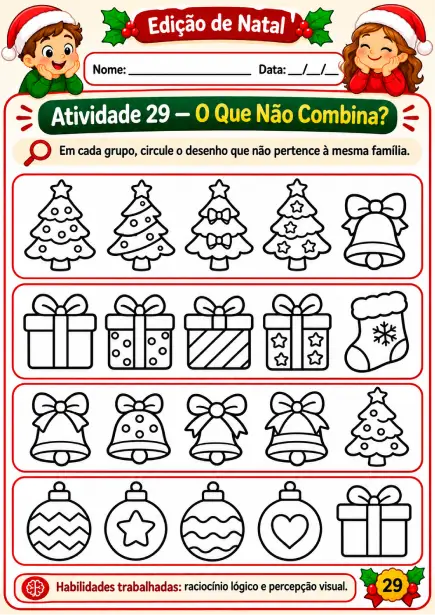 Edição de Natal
Nome: ______________________ Data: __/__/__
Atividade 29 – O Que Não Combina?
Em cada grupo, circule o desenho que não pertence à mesma família.
Habilidades trabalhadas: raciocínio lógico e percepção visual.
29